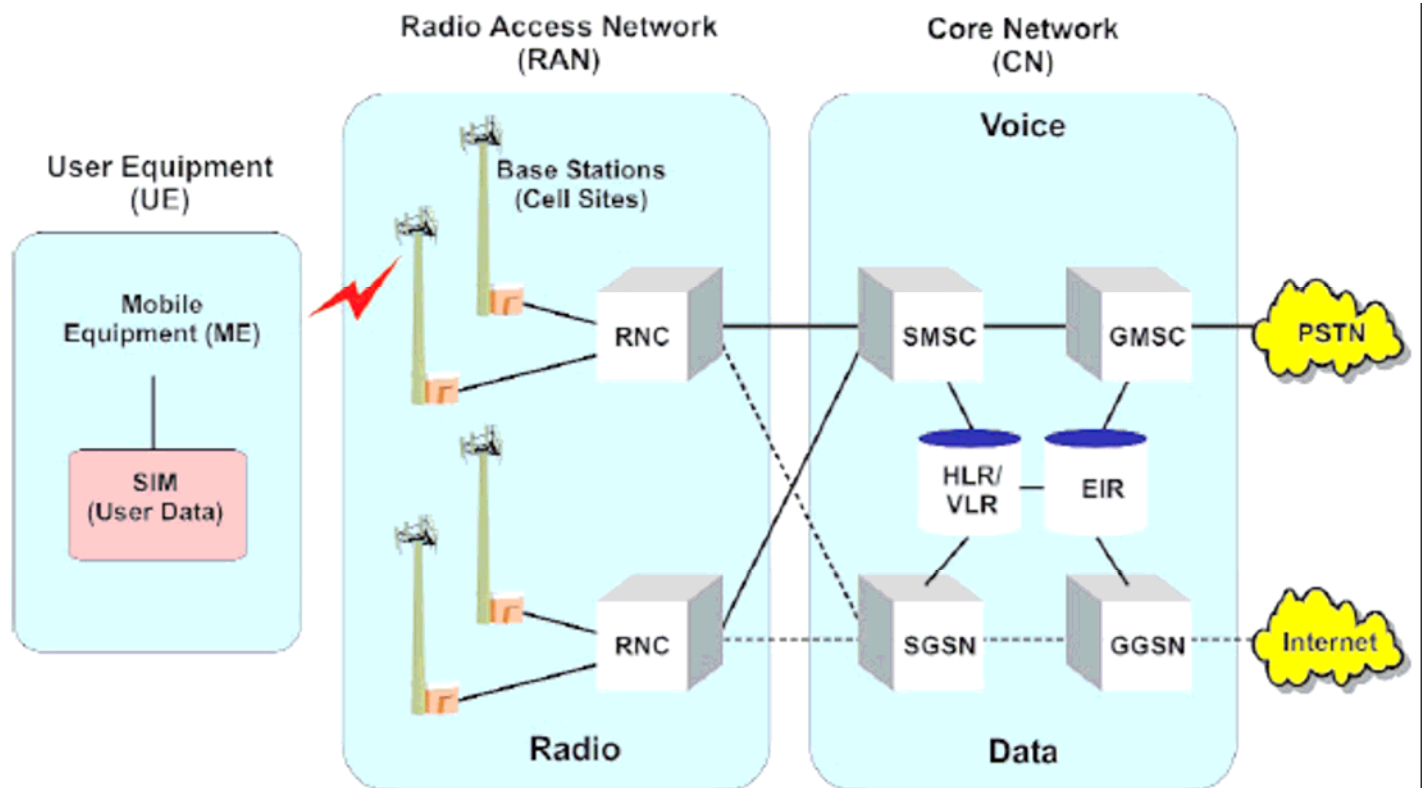 Radio Access Network
(RAN)
Core Network
(CN)
User Equipment
(UE)
Mobile
Equipment (ME)
SIM
(User Data)
Base Stations
(Cell Sites)
RNC
RNC
Radio
Voice
SMSC
GMSC
HLR/
VLR
EIR
SGSN
GGSN
Data
PSTN
Internet